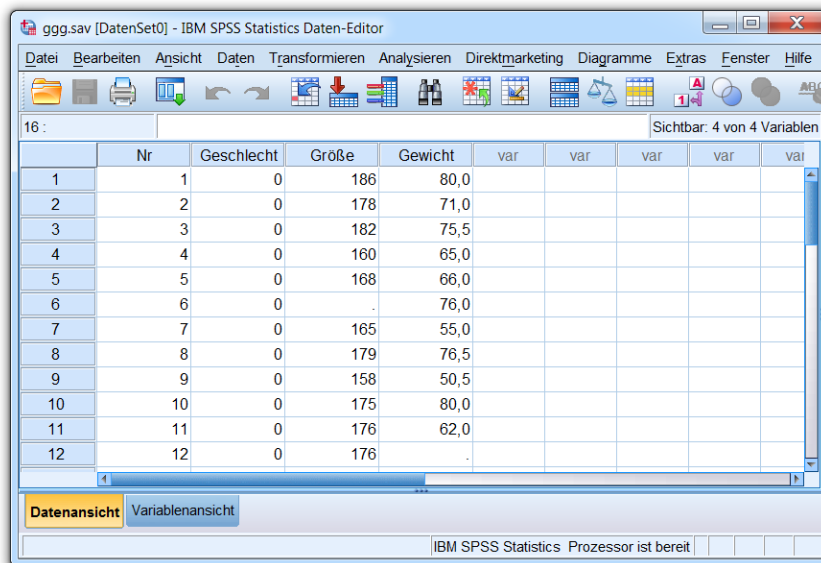 ggg.sav [DatenSet0] - IBM SPSS Statistics Daten-Editor
Datei Bearbeiten Ansicht Daten Transformieren Analysieren Direktmarketing Diagramme Extras Fenster Hilfe
16 :
Sichtbar: 4 von 4 Variablen
Nr Geschlecht Größe Gewicht var var var var var
1 1 0 186 80,0
2 2 0 178 71,0
3 3 0 182 75,5
4 4 0 160 65,0
5 5 0 168 66,0
6 6 0 . 76,0
7 7 0 165 55,0
8 8 0 179 76,5
9 9 0 158 50,5
10 10 0 175 80,0
11 11 0 176 62,0
12 12 0 176 .
Datenansicht Variablenansicht
IBM SPSS Statistics Prozessor ist bereit